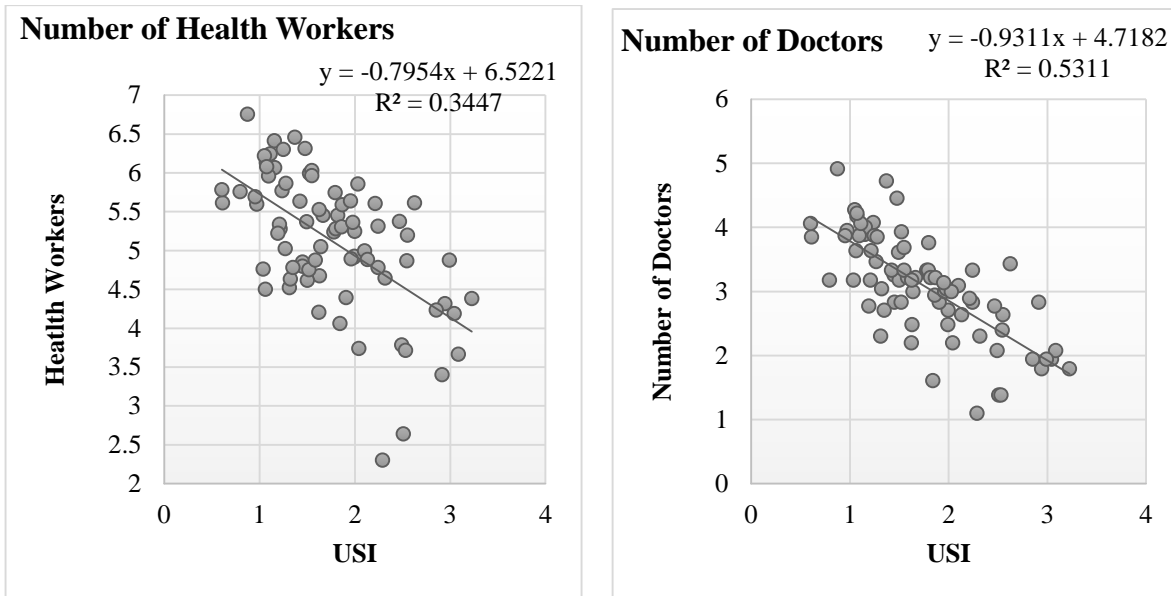 Number of Health Workers
y = -0.7954x + 6.5221
R² = 0.3447
7
6.5
6
5.5
5
4.5
4
3.5
3
2.5
2
0
1
2
3
4
Heatlth Workers
USI
Number of Doctors
y = -0.9311x + 4.7182
R² = 0.5311
6
5
4
3
2
1
0
0
1
2
3
4
Number of Doctors
USI